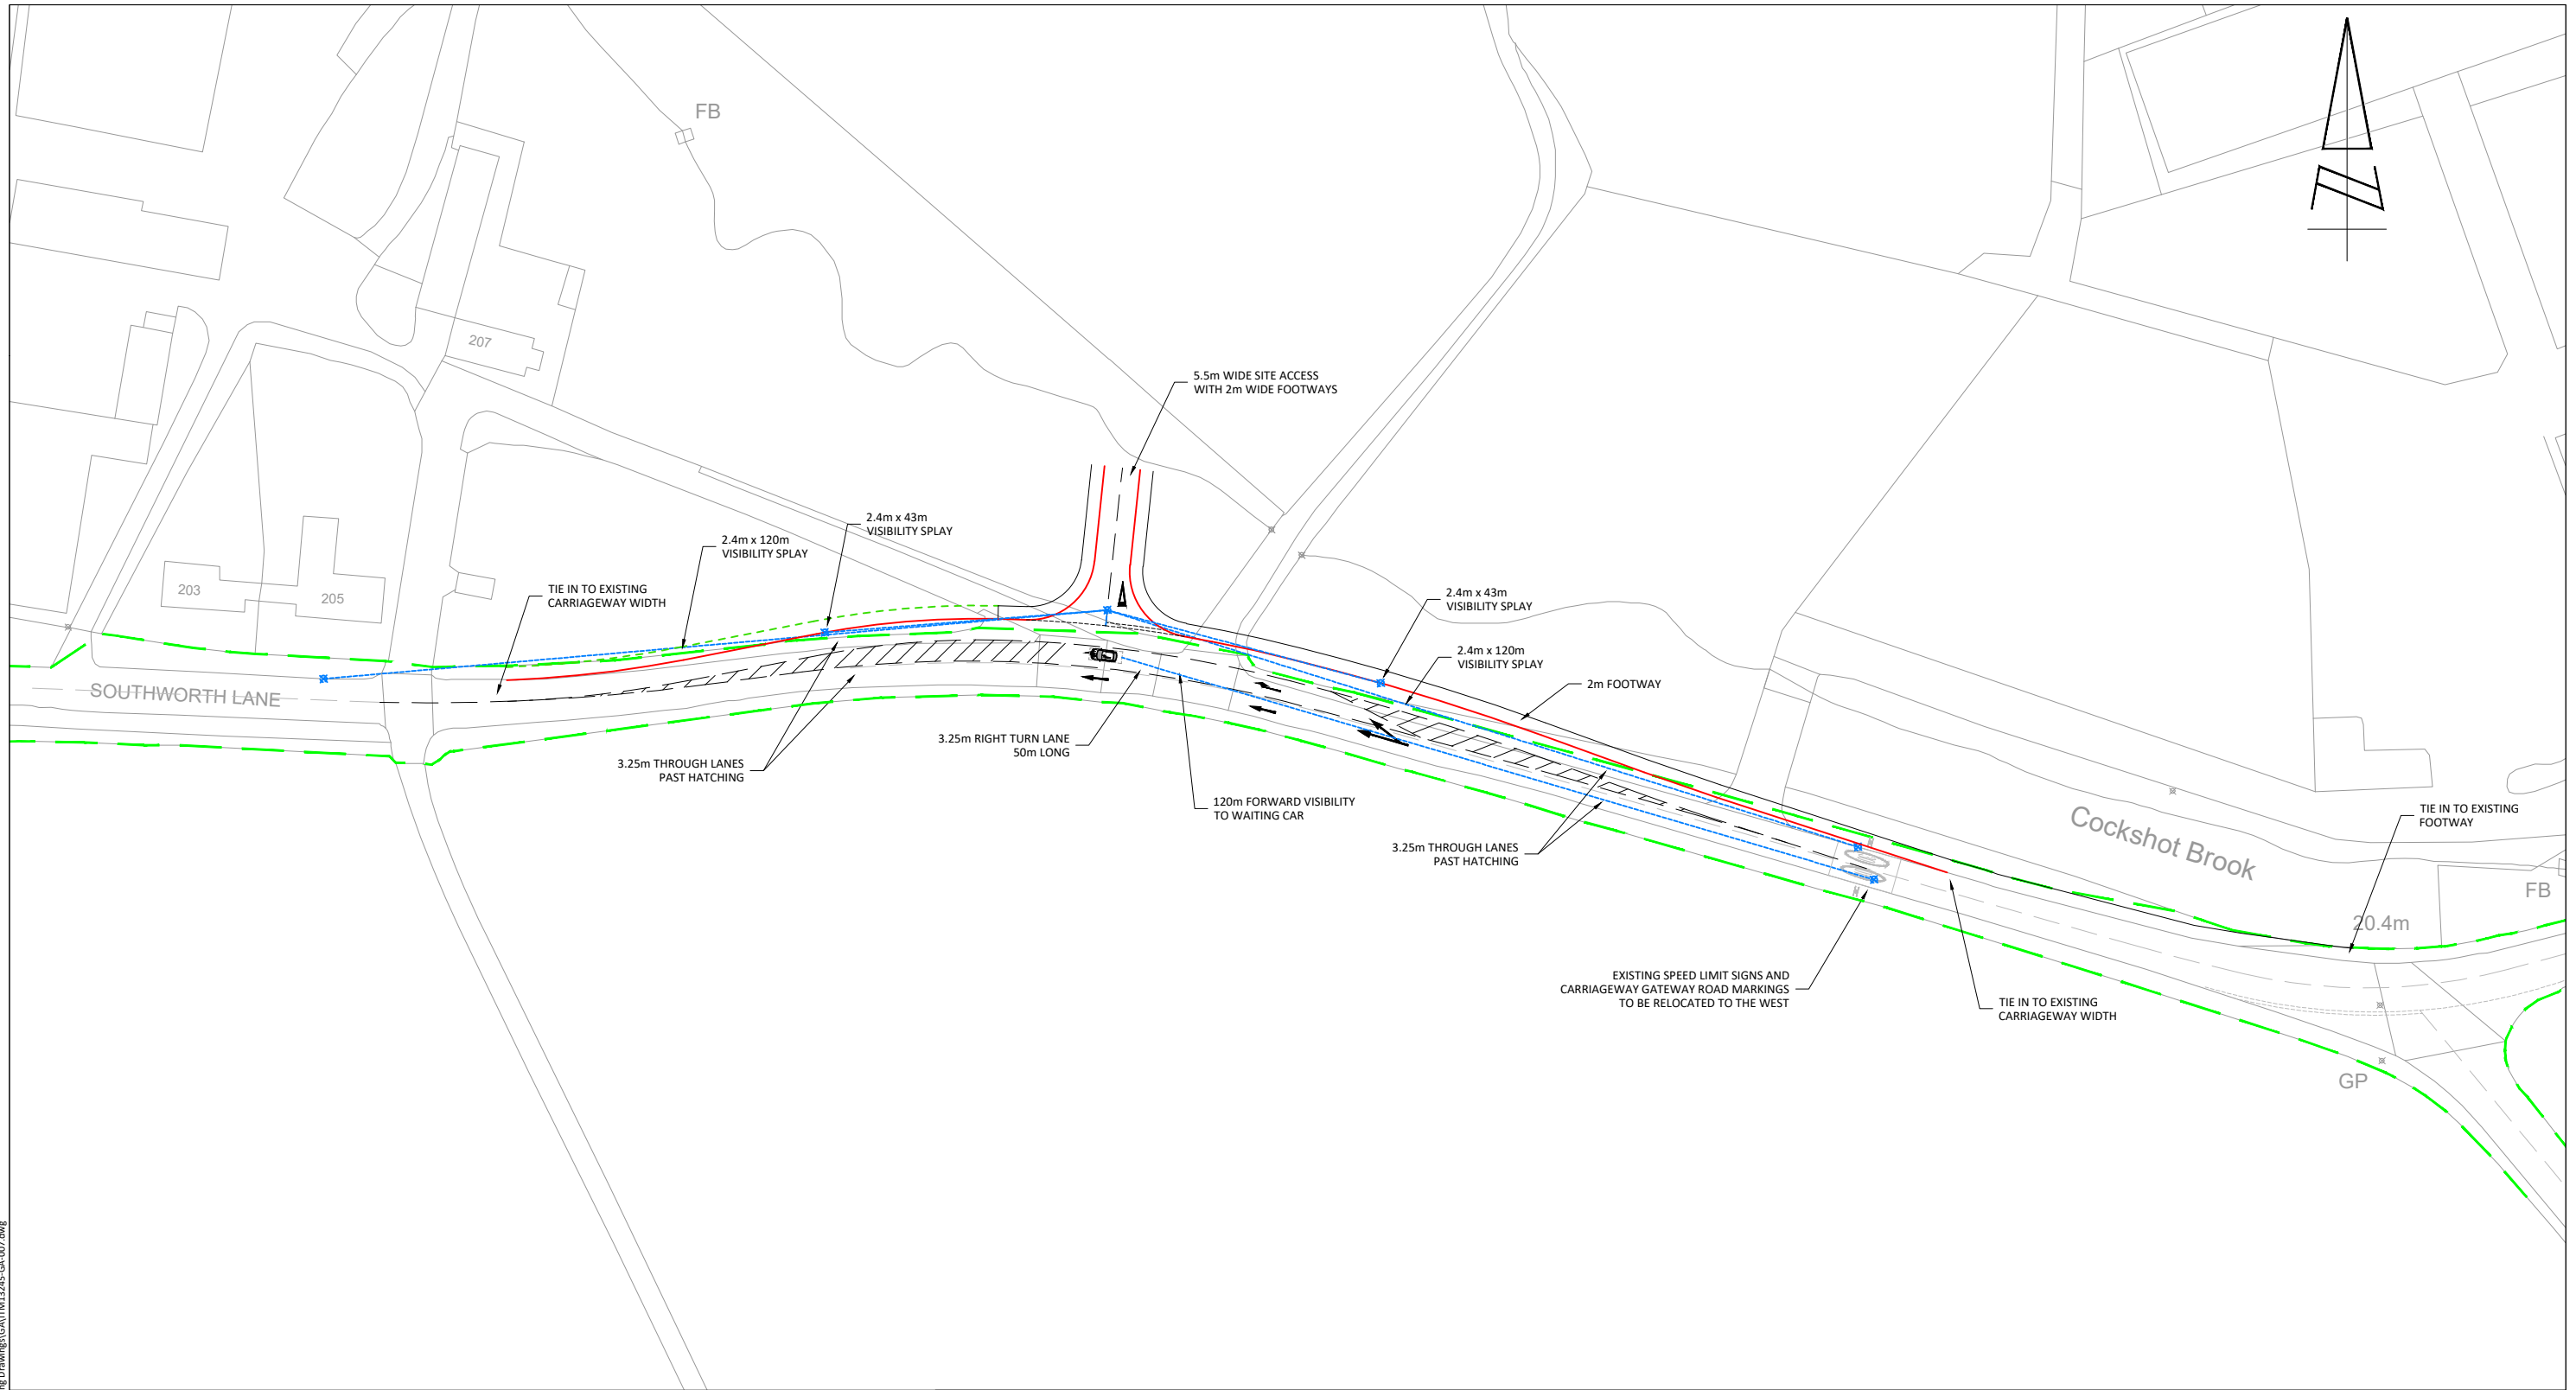 FB
207
5.5m WIDE SITE ACCESS
WITH 2m WIDE FOOTWAYS
2.4m x 43m
VISIBILITY SPLAY
2.4m x 120m
VISIBILITY SPLAY
TIE IN TO EXISTING
CARRIAGEWAY WIDTH
203
205
SOUTHWORTH LANE
2.4m x 43m
VISIBILITY SPLAY
2.4m x 120m
VISIBILITY SPLAY
2m FOOTWAY
3.25m RIGHT TURN LANE
50m LONG
3.25m THROUGH LANES
PAST HATCHING
120m FORWARD VISIBILITY
TO WAITING CAR
3.25m THROUGH LANES
PAST HATCHING
Cockshot Brook
TIE IN TO EXISTING
FOOTWAY
FB
20.4m
EXISTING SPEED LIMIT SIGNS AND
CARRIAGEWAY GATEWAY ROAD MARKINGS
TO BE RELOCATED TO THE WEST
TIE IN TO EXISTING
CARRIAGEWAY WIDTH
GP
N